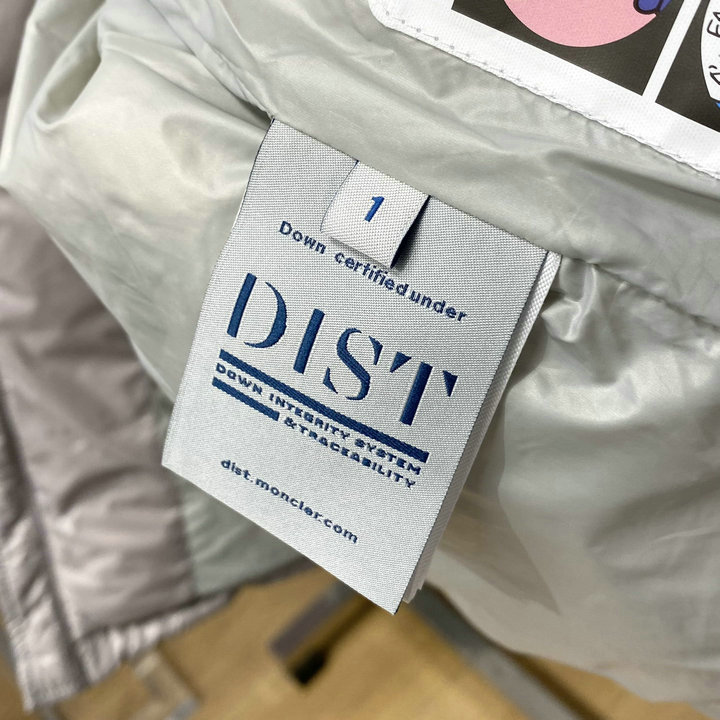 1
Down certified under
DIST
DOWN INTEGRITY SYSTEM
& TRACEABILITY
dist.moncler.com